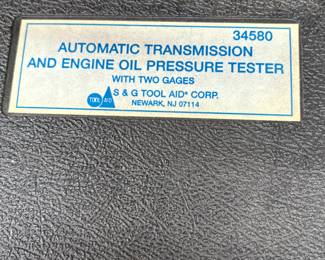 34580
AUTOMATIC TRANSMISSION
AND ENGINE OIL PRESSURE TESTER
WITH TWO GAGES
TOOL AID S & G TOOL AID® CORP.
NEWARK, NJ 07114